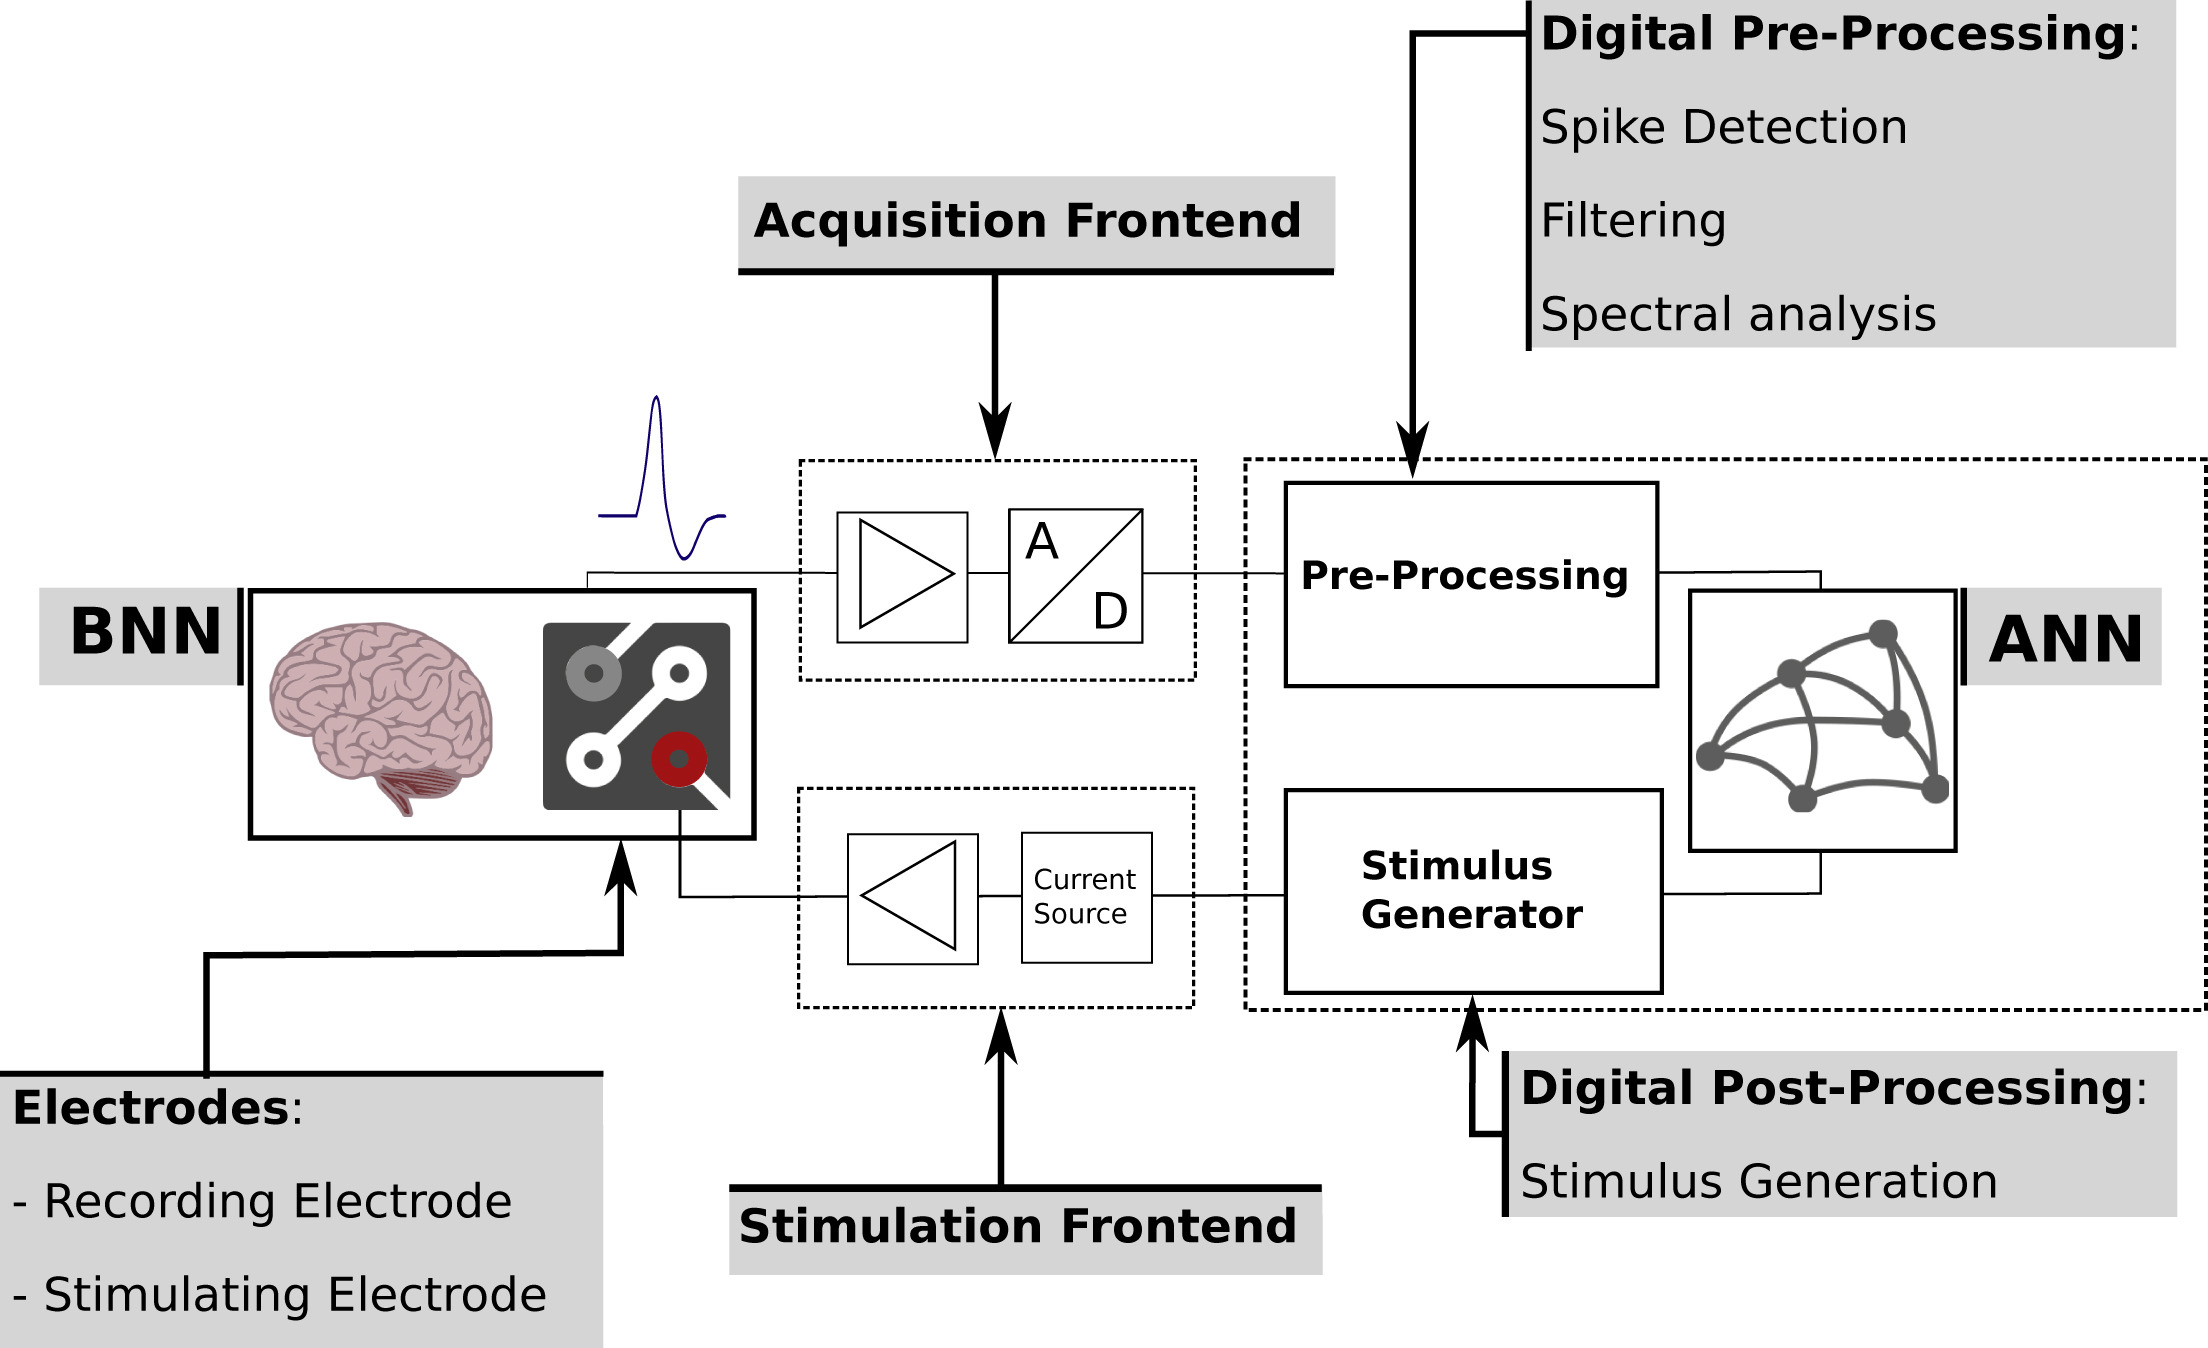 Digital Pre-Processing:
Spike Detection
Filtering
Spectral analysis
Acquisition Frontend
A
D
Pre-Processing
BNN
ANN
Current
Source
Stimulus
Generator
Electrodes:
- Recording Electrode
- Stimulating Electrode
Stimulation Frontend
Digital Post-Processing:
Stimulus Generation